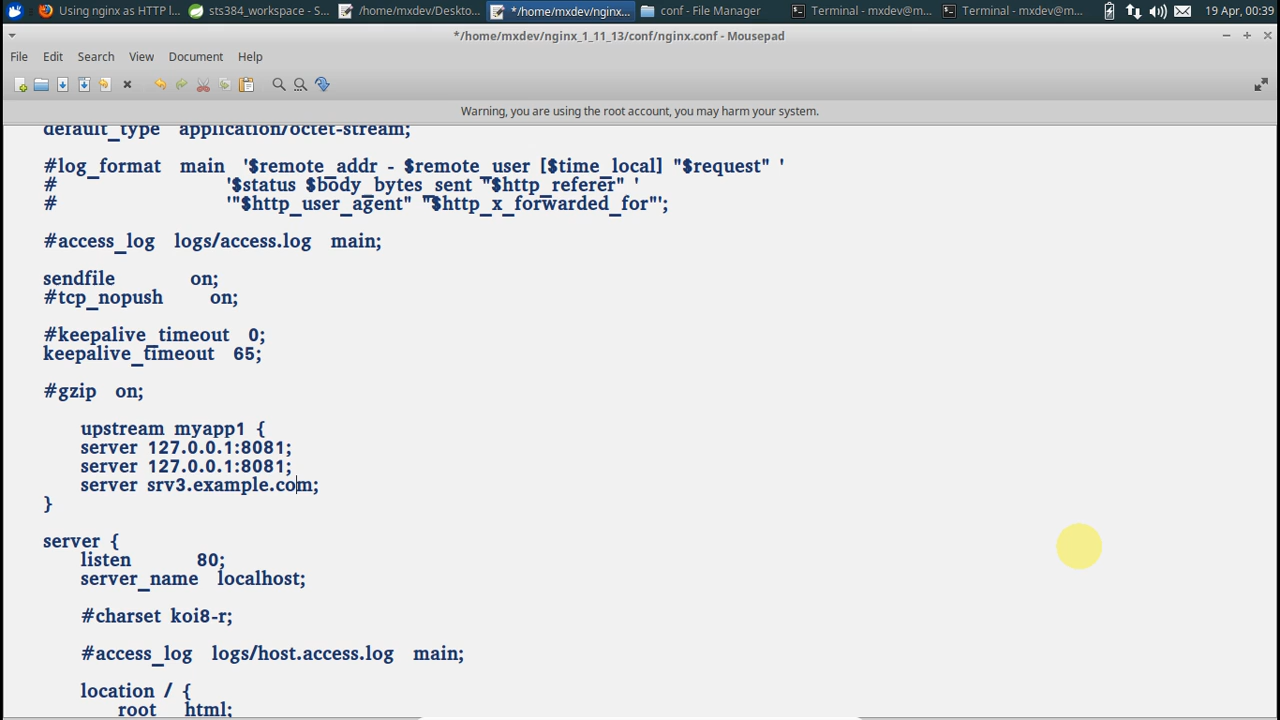 Using nginx as HTTP l...
sts384_workspace - S...
/home/mxdev/Deskto...
*/home/mxdev/nginx...
conf - File Manager
Terminal - mxdev@m...
Terminal - mxdev@m...
19 Apr, 00:39
*/home/mxdev/nginx_1_11_13/conf/nginx.conf - Mousepad
File Edit Search View Document Help
Warning, you are using the root account, you may harm your system.
default_type application/octet-stream;
#log_format main '$remote_addr - $remote_user [$time_local] "$request" '
# '$status $body_bytes_sent "$http_referer" '
# '"$http_user_agent" "$http_x_forwarded_for"';
#access_log logs/access.log main;
sendfile on;
#tcp_nopush on;
#keepalive_timeout 0;
keepalive_timeout 65;
#gzip on;
upstream myapp1 {
server 127.0.0.1:8081;
server 127.0.0.1:8081;
server srv3.example.com;
}
server {
listen 80;
server_name localhost;
#charset koi8-r;
#access_log logs/host.access.log main;
location / {
root html;